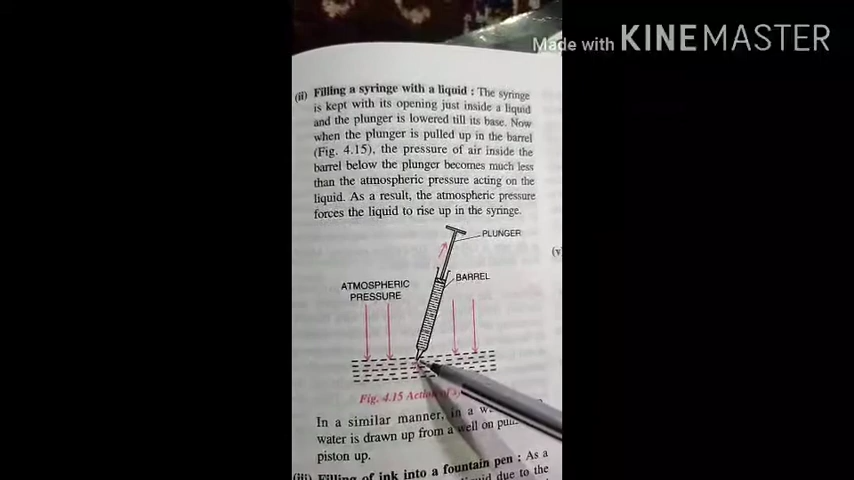 Made with KINEMASTER
(ii) Filling a syringe with a liquid : The syringe
is kept with its opening just inside a liquid
and the plunger is lowered till its base. Now
when the plunger is pulled up in the barrel
(Fig. 4.15), the pressure of air inside the
barrel below the plunger becomes much less
than the atmospheric pressure acting on the
liquid. As a result, the atmospheric pressure
forces the liquid to rise up in the syringe.
PLUNGER
(v)
BARREL
ATMOSPHERIC
PRESSURE
Fig. 4.15 Action of
In a similar manner, in a
water is drawn up from a well on
piston up.
(iii) Filling of ink into a fountain pen : As a
liquid due to the